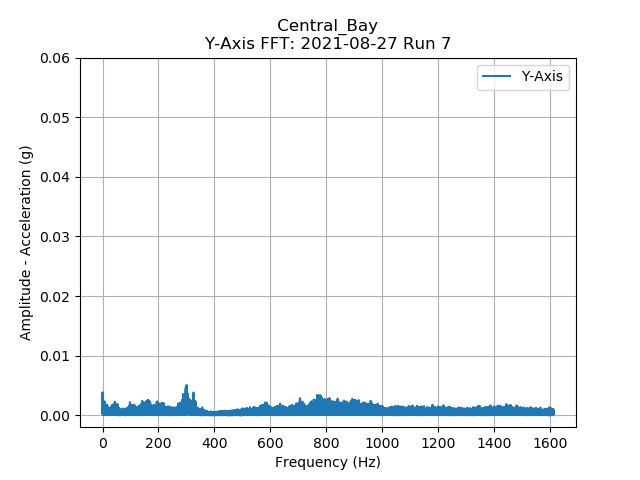 Central_Bay
Y-Axis FFT: 2021-08-27 Run 7
Y-Axis
0.06
0.05
0.04
0.03
0.02
0.01
0.00
Amplitude - Acceleration (g)
0 200 400 600 800 1000 1200 1400 1600
Frequency (Hz)